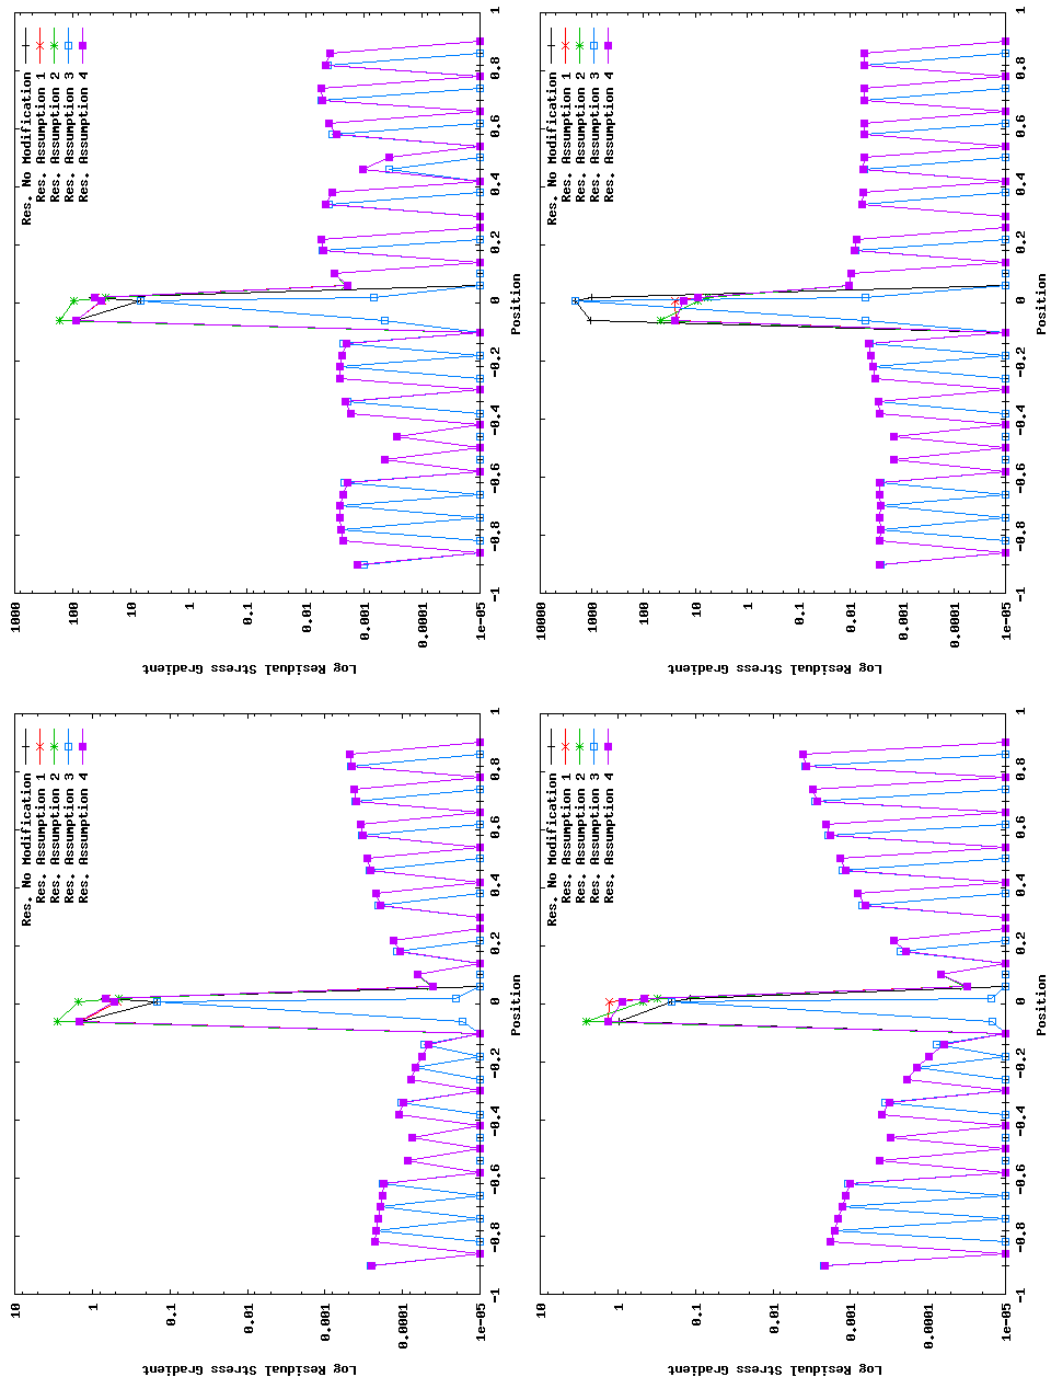 Log Residual Stress Gradient
10
1
0.1
0.01
0.001
0.0001
1e-05
-1
-0.8
-0.6
-0.4
-0.2
0
0.2
0.4
0.6
0.8
1
Position
Res. No Modification
Res. Assumption 1
Res. Assumption 2
Res. Assumption 3
Res. Assumption 4
Log Residual Stress Gradient
1000
100
10
1
0.1
0.01
0.001
0.0001
1e-05
-1
-0.8
-0.6
-0.4
-0.2
0
0.2
0.4
0.6
0.8
1
Position
Res. No Modification
Res. Assumption 1
Res. Assumption 2
Res. Assumption 3
Res. Assumption 4
Log Residual Stress Gradient
10
1
0.1
0.01
0.001
0.0001
1e-05
-1
-0.8
-0.6
-0.4
-0.2
0
0.2
0.4
0.6
0.8
1
Position
Res. No Modification
Res. Assumption 1
Res. Assumption 2
Res. Assumption 3
Res. Assumption 4
Log Residual Stress Gradient
10000
1000
100
10
1
0.1
0.01
0.001
0.0001
1e-05
-1
-0.8
-0.6
-0.4
-0.2
0
0.2
0.4
0.6
0.8
1
Position
Res. No Modification
Res. Assumption 1
Res. Assumption 2
Res. Assumption 3
Res. Assumption 4